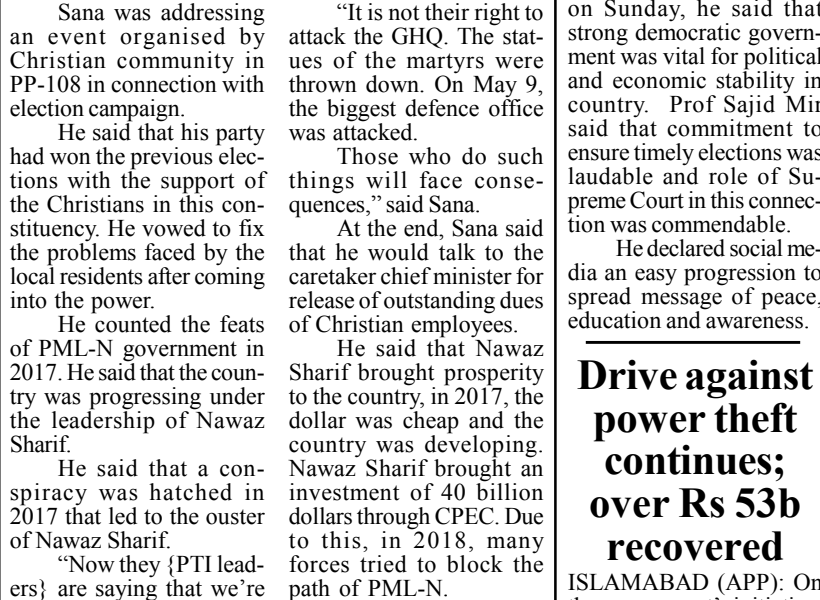 Sana was addressing
an event organised by
Christian community in
PP-108 in connection with
election campaign.
He said that his party
had won the previous elec-
tions with the support of
the Christians in this con-
stituency. He vowed to fix
the problems faced by the
local residents after coming
into the power.
He counted the feats
of PML-N government in
2017. He said that the coun-
try was progressing under
the leadership of Nawaz
Sharif.
He said that a con-
spiracy was hatched in
2017 that led to the ouster
of Nawaz Sharif.
“Now they {PTI lead-
ers} are saying that we’re
“It is not their right to
attack the GHQ. The stat-
ues of the martyrs were
thrown down. On May 9,
the biggest defence office
was attacked.
Those who do such
things will face conse-
quences,” said Sana.
At the end, Sana said
that he would talk to the
caretaker chief minister for
release of outstanding dues
of Christian employees.
He said that Nawaz
Sharif brought prosperity
to the country, in 2017, the
dollar was cheap and the
country was developing.
Nawaz Sharif brought an
investment of 40 billion
dollars through CPEC. Due
to this, in 2018, many
forces tried to block the
path of PML-N.
on Sunday, he said that
strong democratic govern-
ment was vital for political
and economic stability in
country. Prof Sajid Mir
said that commitment to
ensure timely elections was
laudable and role of Su-
preme Court in this connec-
tion was commendable.
He declared social me-
dia an easy progression to
spread message of peace,
education and awareness.
Drive against
power theft
continues;
over Rs 53b
recovered
ISLAMABAD (APP): On